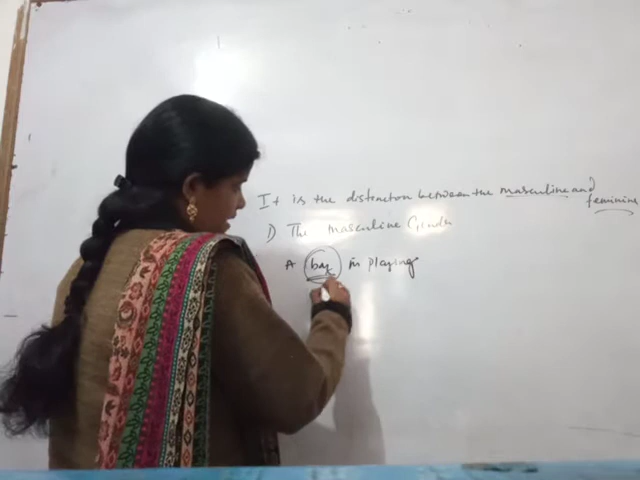 It is the distinction between the masculine and
feminine
1) The masculine Gender
A boy is playing